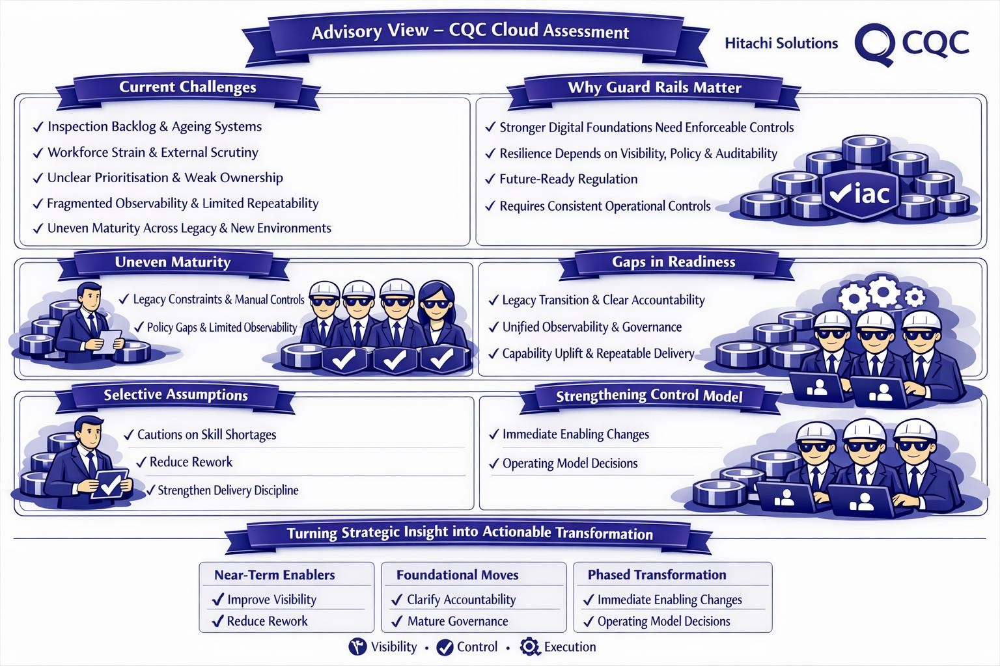 Advisory View – CQC Cloud Assessment
Hitachi Solutions
CQC
Current Challenges
✓ Inspection Backlog & Ageing Systems
✓ Workforce Strain & External Scrutiny
✓ Unclear Prioritisation & Weak Ownership
✓ Fragmented Observability & Limited Repeatability
✓ Uneven Maturity Across Legacy & New Environments
Why Guard Rails Matter
✓ Stronger Digital Foundations Need Enforceable Controls
✓ Resilience Depends on Visibility, Policy & Auditability
✓ Future-Ready Regulation
✓ Requires Consistent Operational Controls
✓iac
Uneven Maturity
✓ Legacy Constraints & Manual Controls
✓ Policy Gaps & Limited Observability
Gaps in Readiness
✓ Legacy Transition & Clear Accountability
✓ Unified Observability & Governance
✓ Capability Uplift & Repeatable Delivery
Selective Assumptions
✓ Cautions on Skill Shortages
✓ Reduce Rework
✓ Strengthen Delivery Discipline
Strengthening Control Model
✓ Immediate Enabling Changes
✓ Operating Model Decisions
Turning Strategic Insight into Actionable Transformation
Near-Term Enablers
✓ Improve Visibility
✓ Reduce Rework
Foundational Moves
✓ Clarify Accountability
✓ Mature Governance
Phased Transformation
✓ Immediate Enabling Changes
✓ Operating Model Decisions
Visibility • Control • Execution